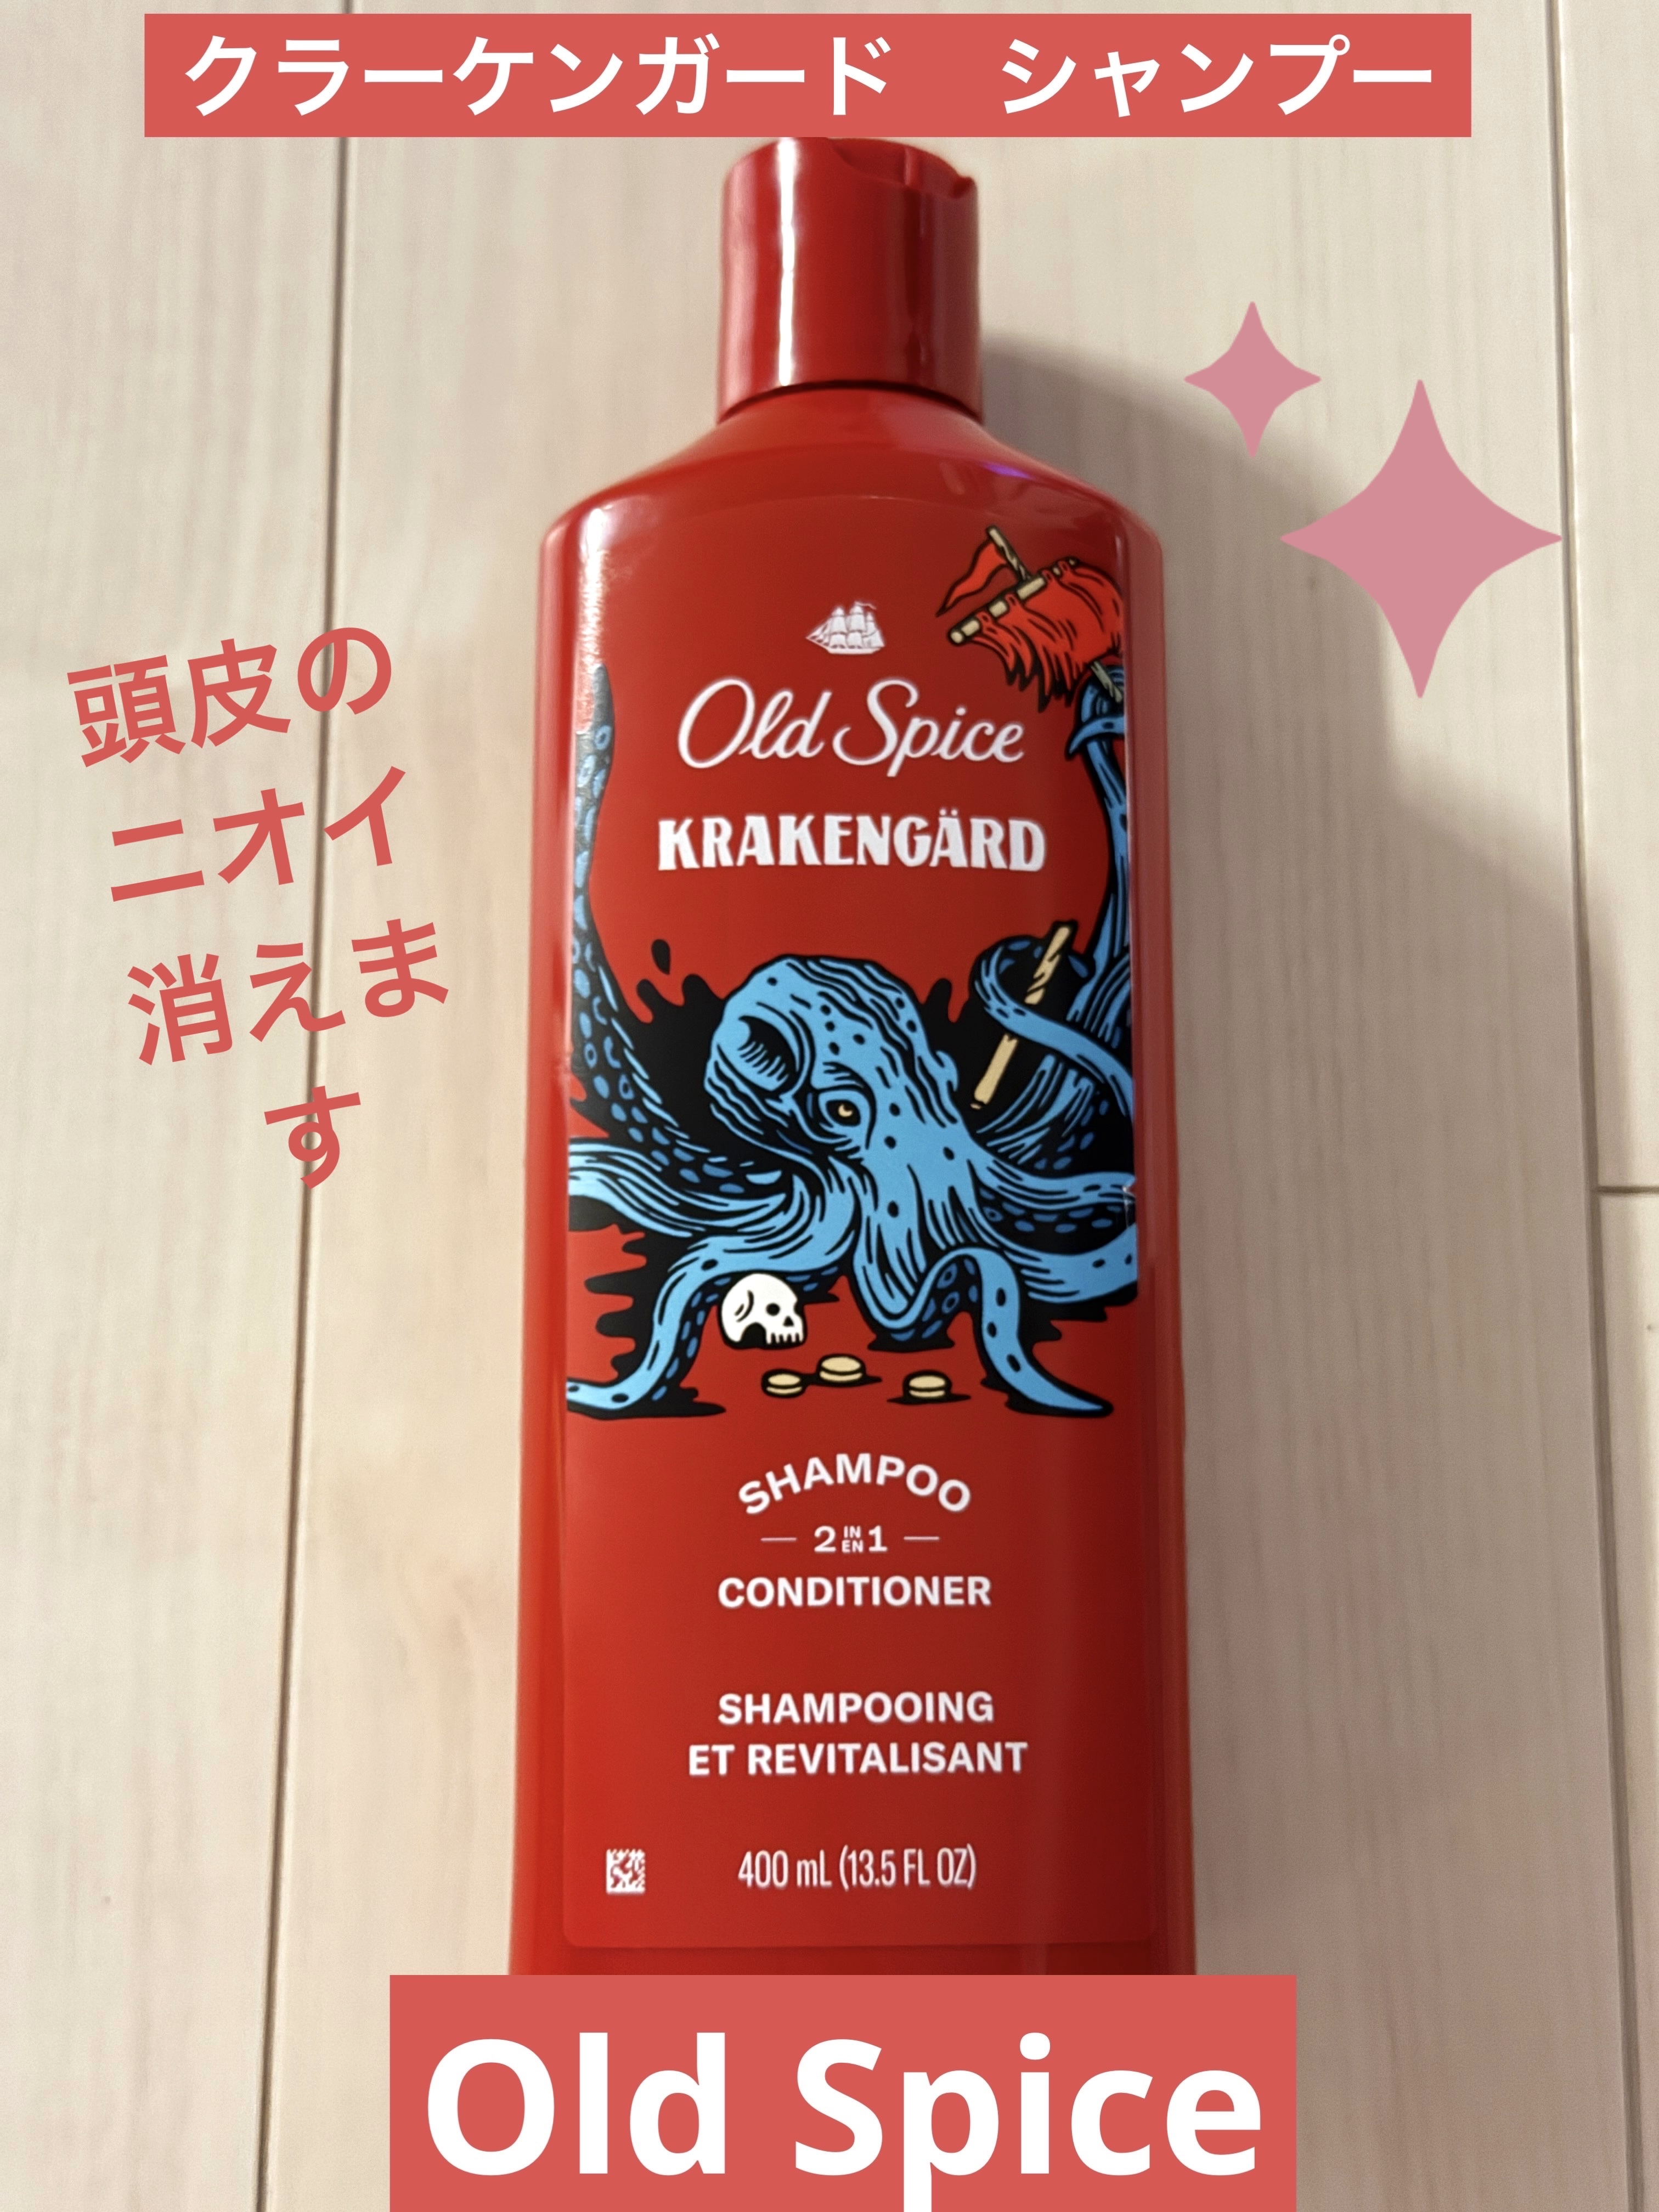 クラーケンガード　シャンプー
頭皮の
ニオイ
消えま
す
Old Spice
KRAKENGÄRD
SHAMPOO
2 IN EN 1
CONDITIONER
SHAMPOOING
ET REVITALISANT
400 mL (13.5 FL OZ)
Old Spice